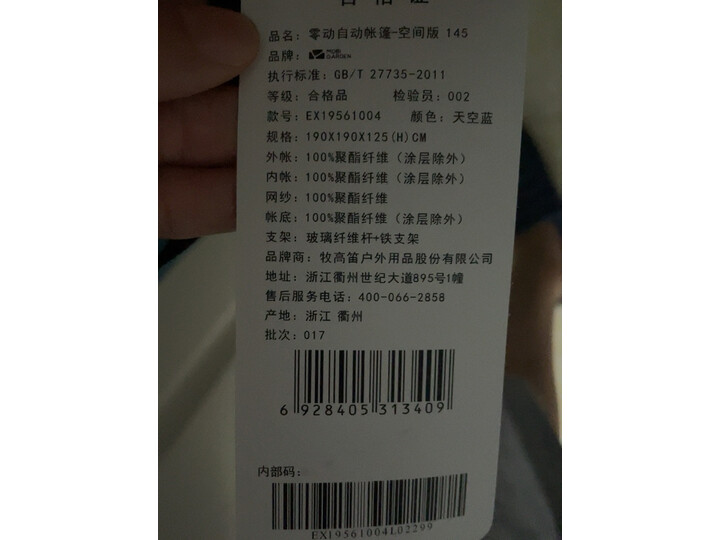 合格证
品名: 零动自动帐篷-空间版 145
品牌: MOBI GARDEN
执行标准: GB/T 27735-2011
等级: 合格品 检验员: 002
款号: EX19561004 颜色: 天空蓝
规格: 190X190X125(H)CM
外帐: 100%聚酯纤维（涂层除外）
内帐: 100%聚酯纤维（涂层除外）
网纱: 100%聚酯纤维
帐底: 100%聚酯纤维（涂层除外）
支架: 玻璃纤维杆+铁支架
品牌商: 牧高笛户外用品股份有限公司
地址: 浙江衢州世纪大道895号1幢
售后服务电话: 400-066-2858
产地: 浙江 衢州
批次: 017
6 928405 313409
内部码:
EX19561004L02299